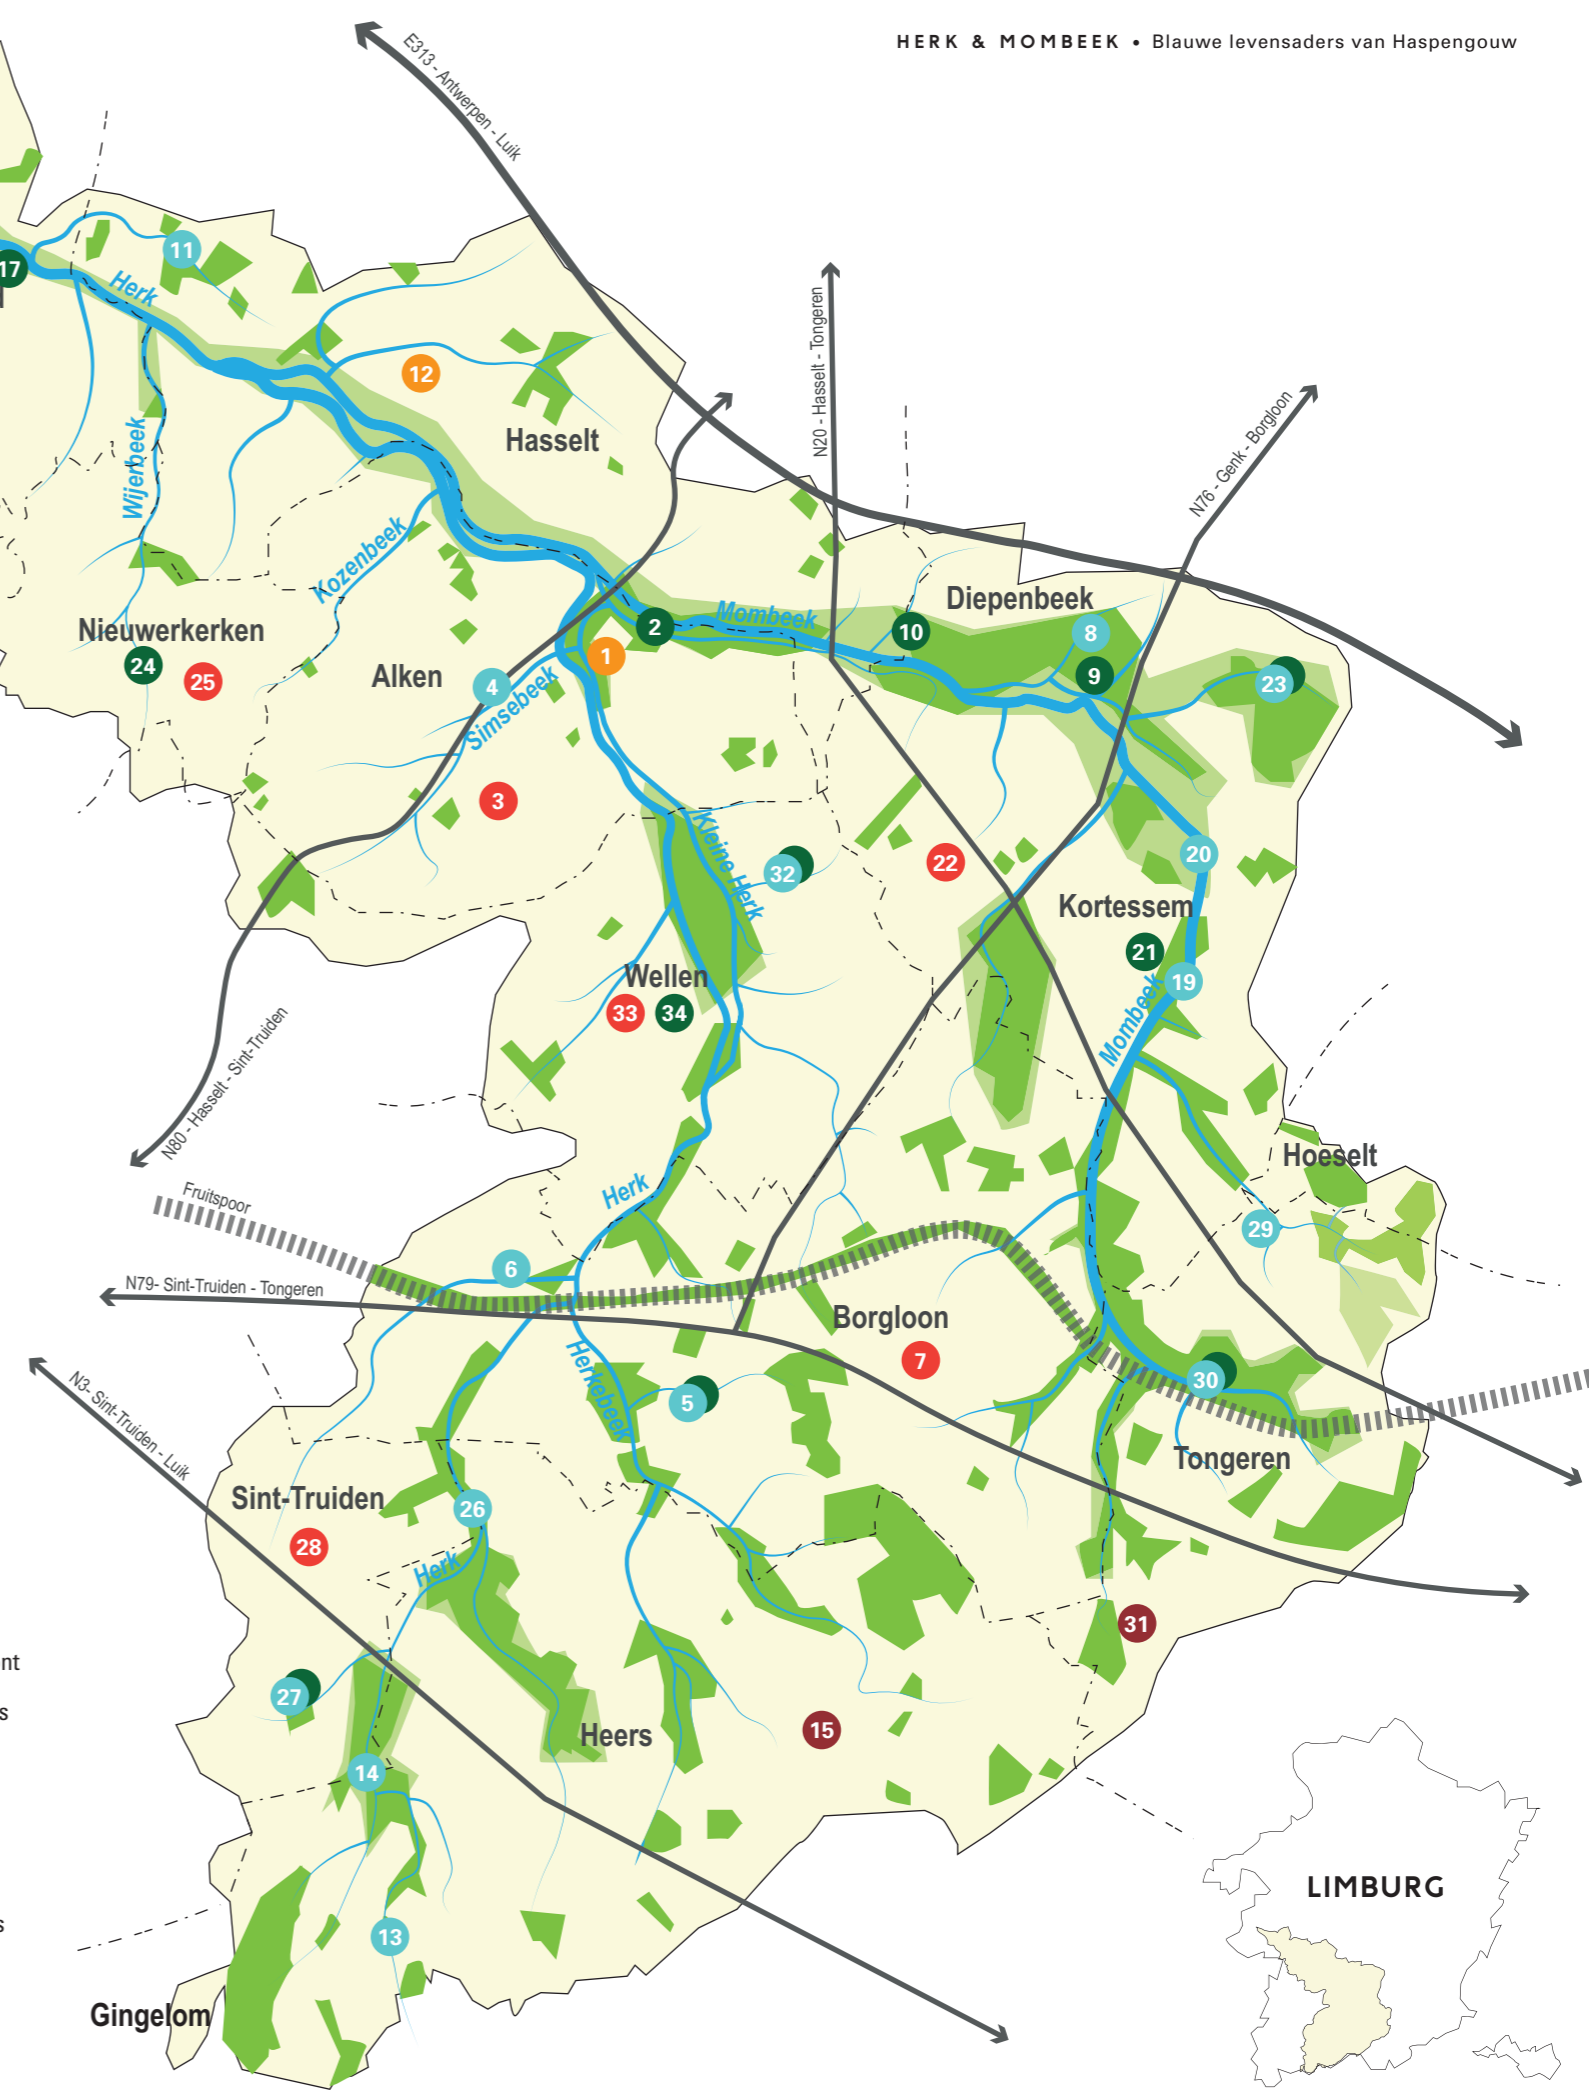 HERK & MOMBEEK • Blauwe levensaders van Haspengouw
E313 - Antwerpen - Luik
11
17
Herk
N20 - Hasselt - Tongeren
12
Hasselt
N76 - Genk - Borgloon
Wijerbeek
Kozenbeek
Diepenbeek
Mombeek
Nieuwerkerken
2
10
8
24
25
Alken
1
9
23
4
Simsebeek
3
Kleine Herk
32
22
20
Kortessem
21
19
Wellen
33
34
Mombeek
N80 - Hasselt - Sint-Truiden
Hoeselt
Fruitspoor
Herk
29
6
N79- Sint-Truiden - Tongeren
Borgloon
7
Herkebeek
30
5
N3- Sint-Truiden - Luik
Tongeren
Sint-Truiden
26
28
Herk
31
nt
27
s
15
Heers
14
LIMBURG
s
13
Gingelom